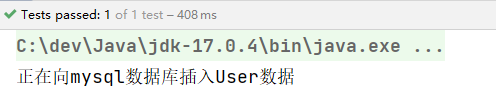 Tests passed: 1 of 1 test – 408 ms
C:\dev\Java\jdk-17.0.4\bin\java.exe ...
正在向mysql数据库插入User数据